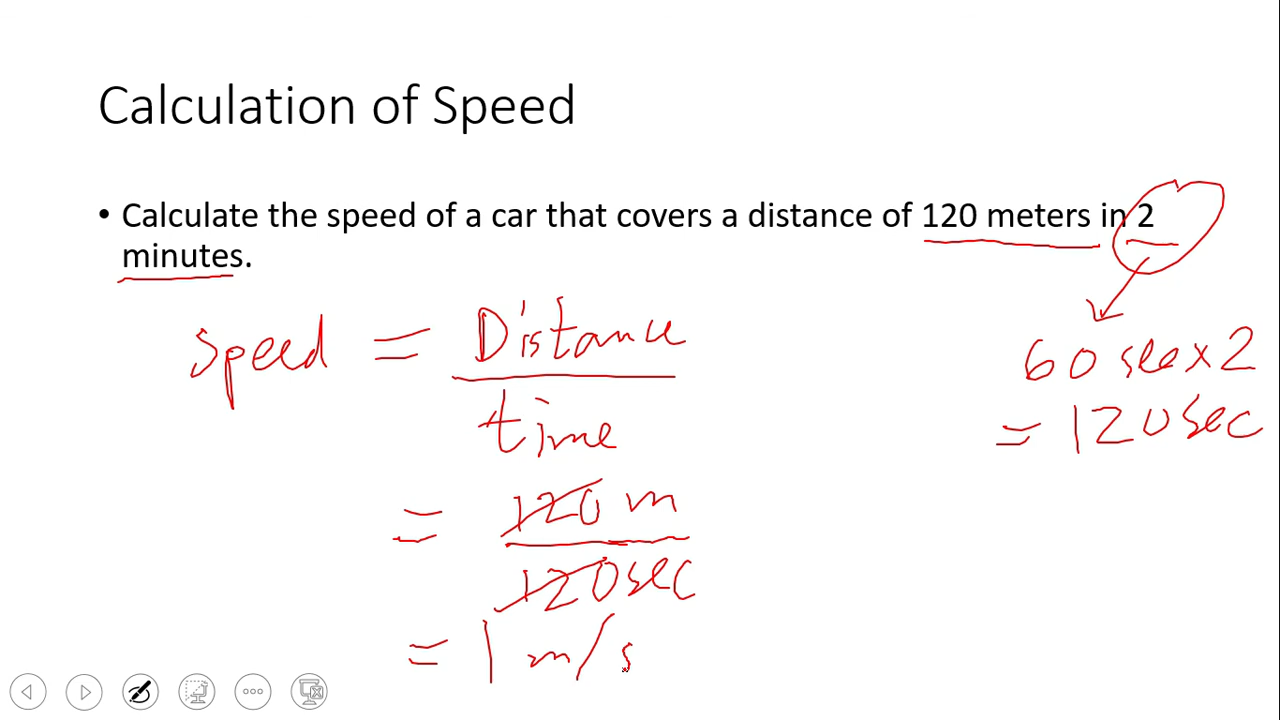 Calculation of Speed
• Calculate the speed of a car that covers a distance of 120 meters in 2
minutes.
Speed = Distance
time
60 sec x 2
= 120 sec
= 120 m
120 sec
= 1 m/s